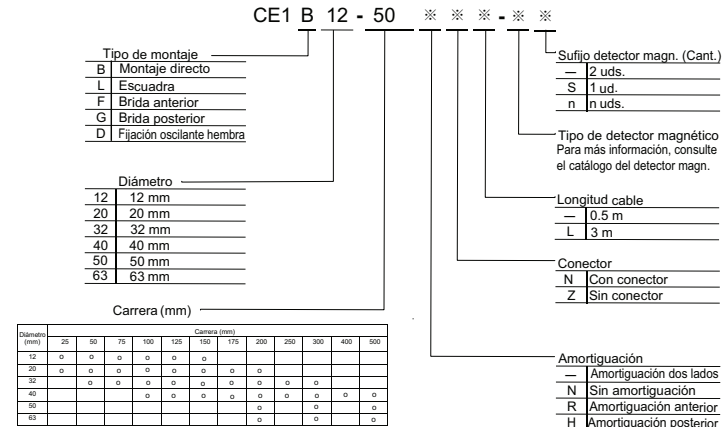 CE1 B 12 - 50 ※ ※ ※ - ※ ※
Tipo de montaje
B Montaje directo
L Escuadra
F Brida anterior
G Brida posterior
D Fijación oscilante hembra
Diámetro
12 12 mm
20 20 mm
32 32 mm
40 40 mm
50 50 mm
63 63 mm
Carrera (mm)
Diámetro (mm) Carrera (mm)
25 50 75 100 125 150 175 200 250 300 400 500
12 o o o o o o
20 o o o o o o o o
32 o o o o o o o o o
40 o o o o o o o o o
50 o o o
63 o o o
Sufijo detector magn. (Cant.)
— 2 uds.
S 1 ud.
n n uds.
Tipo de detector magnético
Para más información, consulte
el catálogo del detector magn.
Longitud cable
— 0.5 m
L 3 m
Conector
N Con conector
Z Sin conector
Amortiguación
— Amortiguación dos lados
N Sin amortiguación
R Amortiguación anterior
H Amortiguación posterior